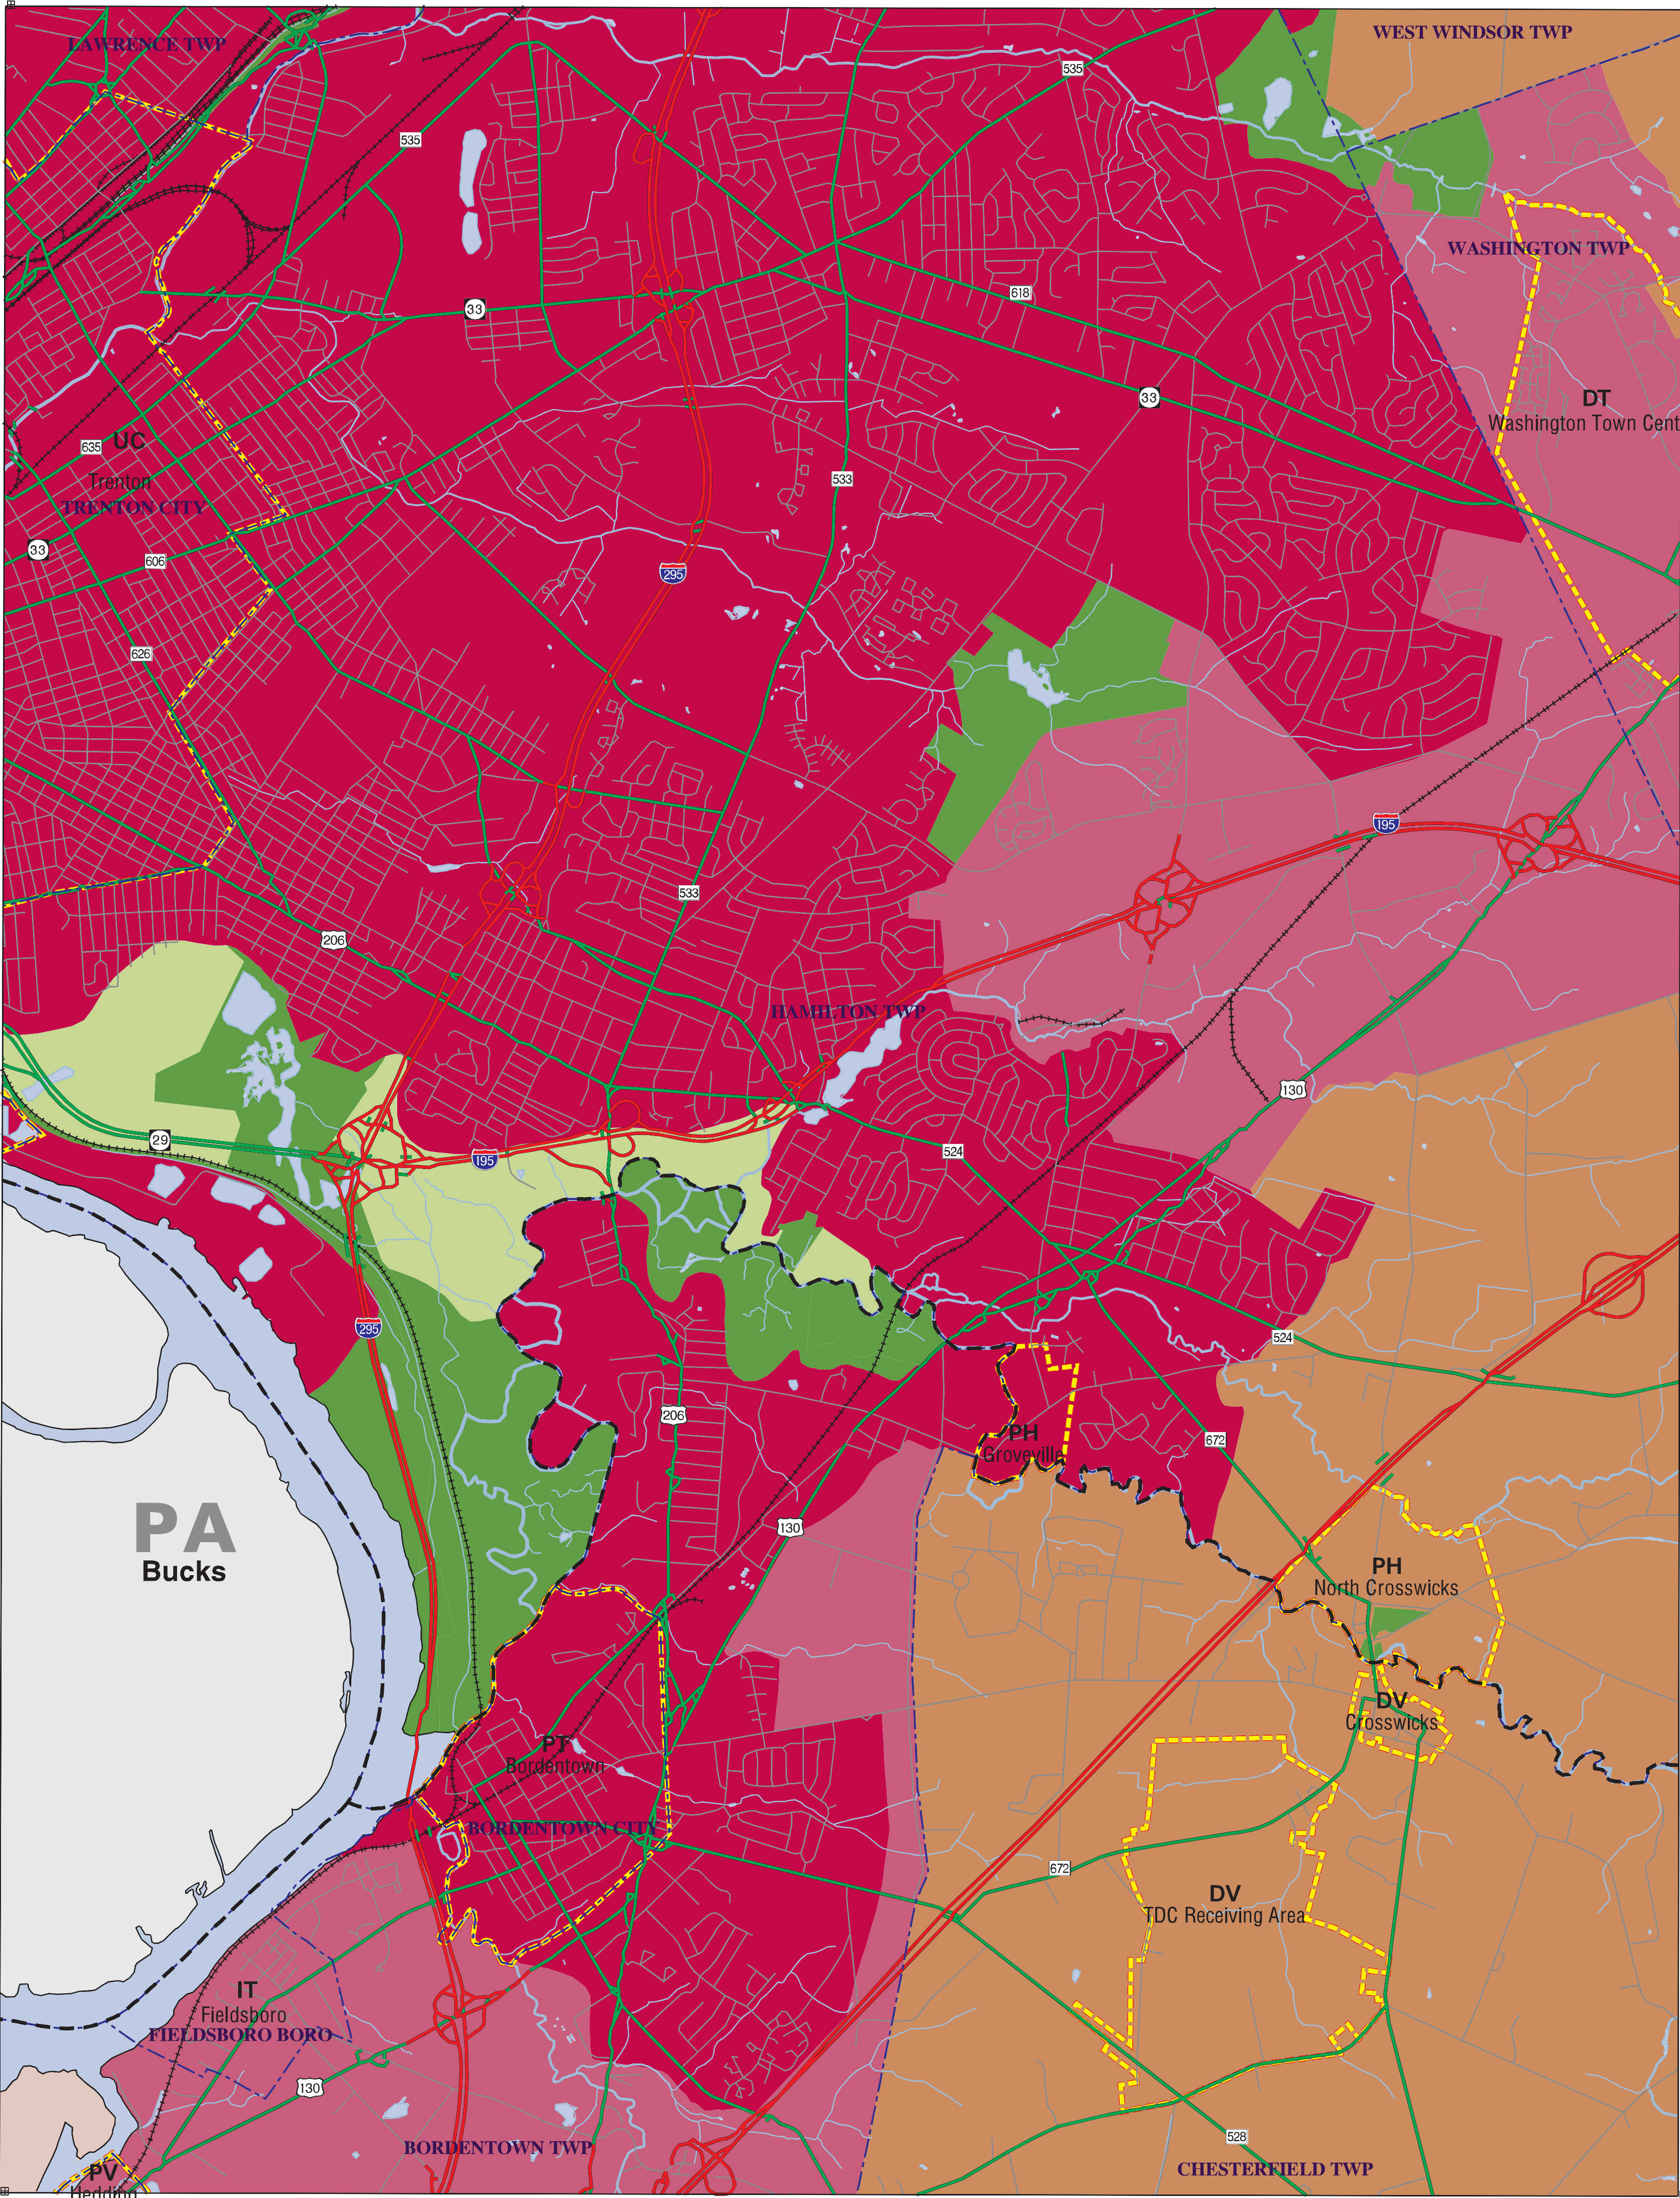 WEST WINDSOR TWP
LAWRENCE TWP
535
535
WASHINGTON TWP
618
33
33
DT
Washington Town Cent
635
UC
Trenton
TRENTON CITY
533
33
606
295
626
195
533
206
HAMILTON TWP
130
29
195
524
295
524
206
PH
Groveville
672
PA
Bucks
130
PH
North Crosswicks
DV
Crosswicks
PT
Bordentown
BORDENTOWN CITY
672
DV
TDC Receiving Area
IT
Fieldsboro
FIELDSBORO BORO
130
528
BORDENTOWN TWP
CHESTERFIELD TWP
PV
Hedding